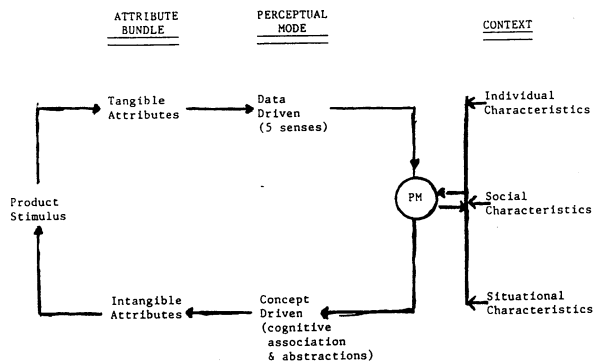 ATTRIBUTE
BUNDLE
PERCEPTUAL
MODE
CONTEXT
Tangible
Attributes
Data
Driven
(5 senses)
Individual
Characteristics
Product
Stimulus
PM
Social
Characteristics
Intangible
Attributes
Concept
Driven
(cognitive
association
& abstractions)
Situational
Characteristics